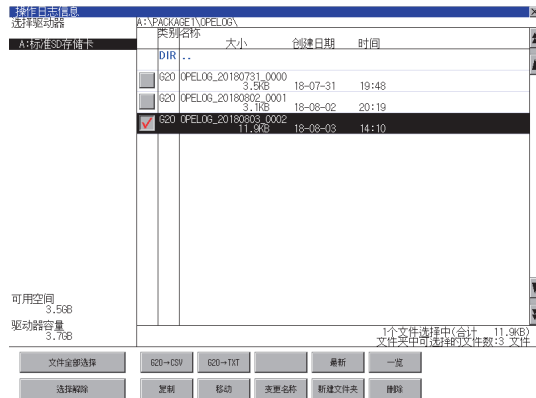 操作日志信息
选择驱动器
A:\PACKAGE1\OPELOG\
A:标准SD存储卡
类别名称
大小 创建日期 时间
DIR ..
G20 OPELOG_20180731_0000
3.5KB 18-07-31 19:48
G20 OPELOG_20180802_0001
3.1KB 18-08-02 20:19
G20 OPELOG_20180803_0002
11.9KB 18-08-03 14:10
可用空间
3.5GB
驱动器容量
3.7GB
1个文件选择中(合计 11.9KB)
文件夹中可选择的文件数:3 文件
文件全部选择 G20→CSV G20→TXT 最新 一览
选择解除 复制 移动 变更名称 新建文件夹 删除